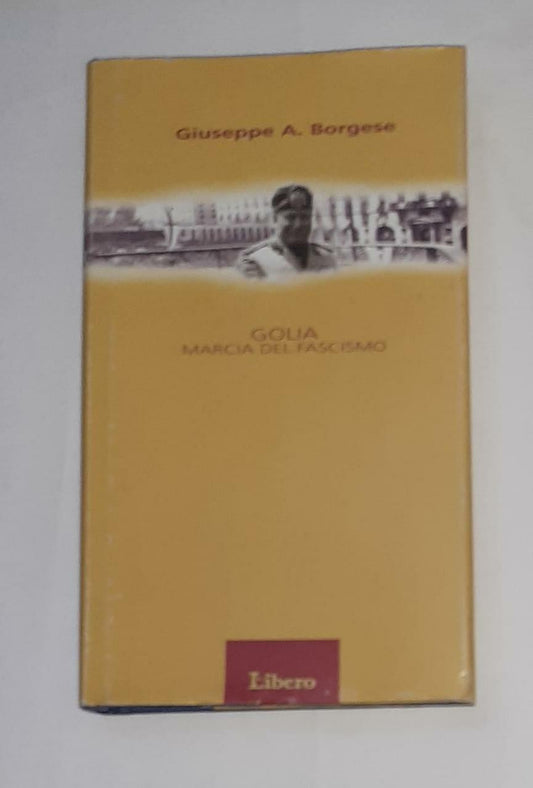 Giuseppe A. Borgese
GOLIA
MARCIA DEL FASCISMO
Libero